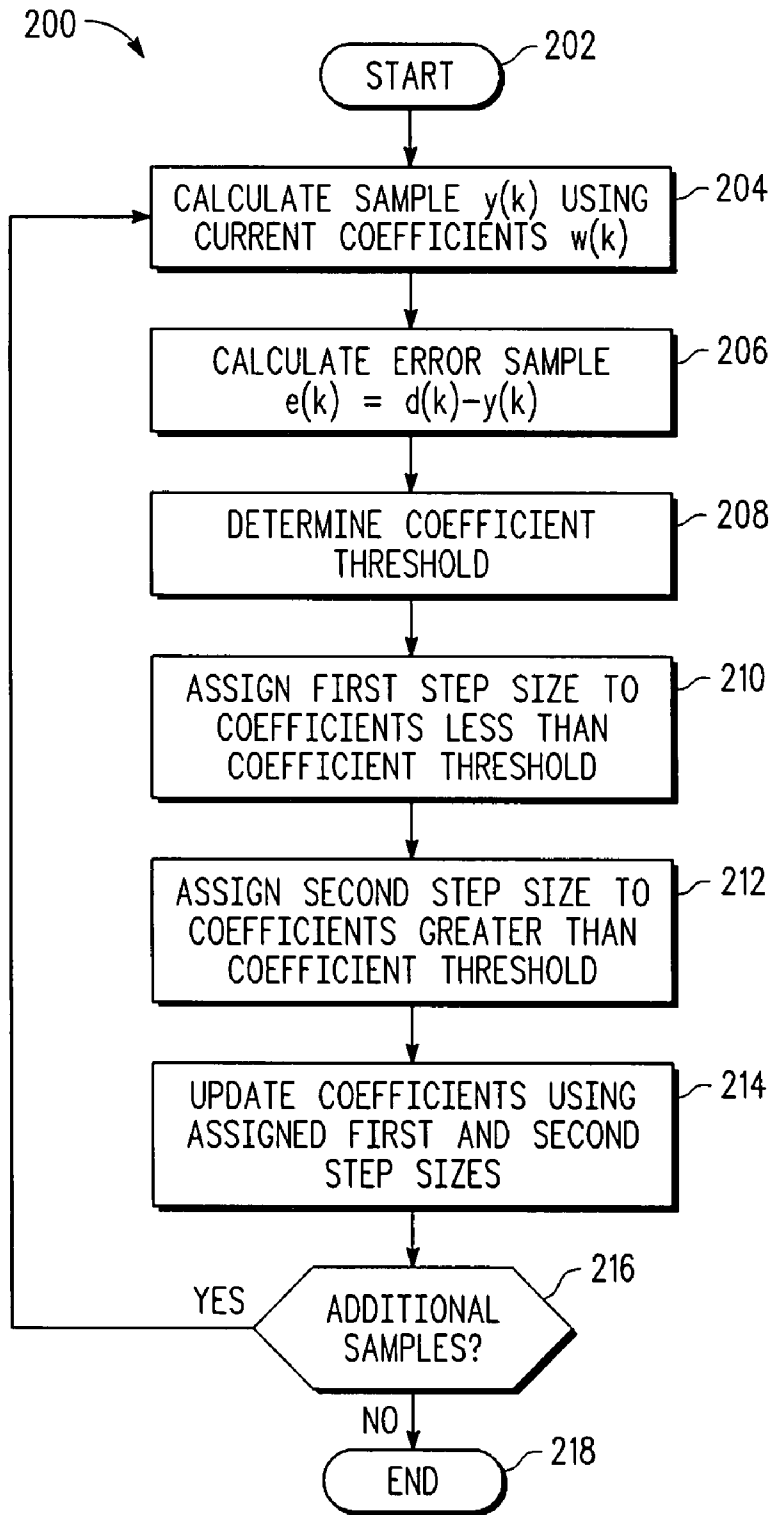 200
START
202
CALCULATE SAMPLE y(k) USING
CURRENT COEFFICIENTS w(k)
204
CALCULATE ERROR SAMPLE
e(k) = d(k)-y(k)
206
DETERMINE COEFFICIENT
THRESHOLD
208
ASSIGN FIRST STEP SIZE TO
COEFFICIENTS LESS THAN
COEFFICIENT THRESHOLD
210
ASSIGN SECOND STEP SIZE TO
COEFFICIENTS GREATER THAN
COEFFICIENT THRESHOLD
212
UPDATE COEFFICIENTS USING
ASSIGNED FIRST AND SECOND
STEP SIZES
214
YES
ADDITIONAL
SAMPLES?
216
NO
END
218